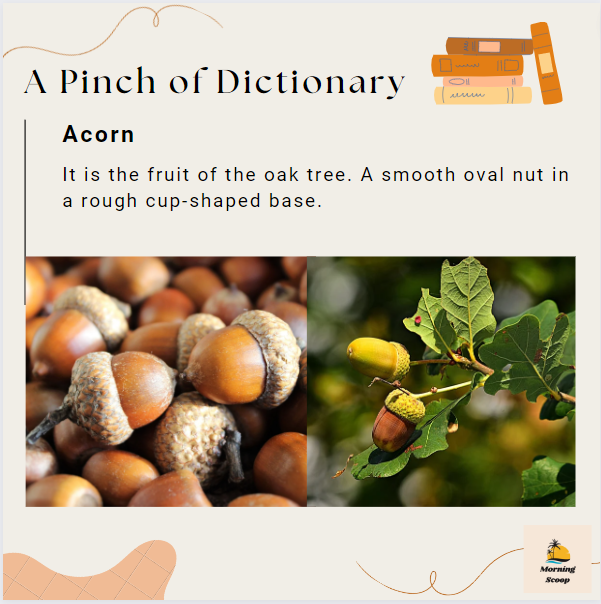 A Pinch of Dictionary
Acorn
It is the fruit of the oak tree. A smooth oval nut in
a rough cup-shaped base.
Morning
Scoop